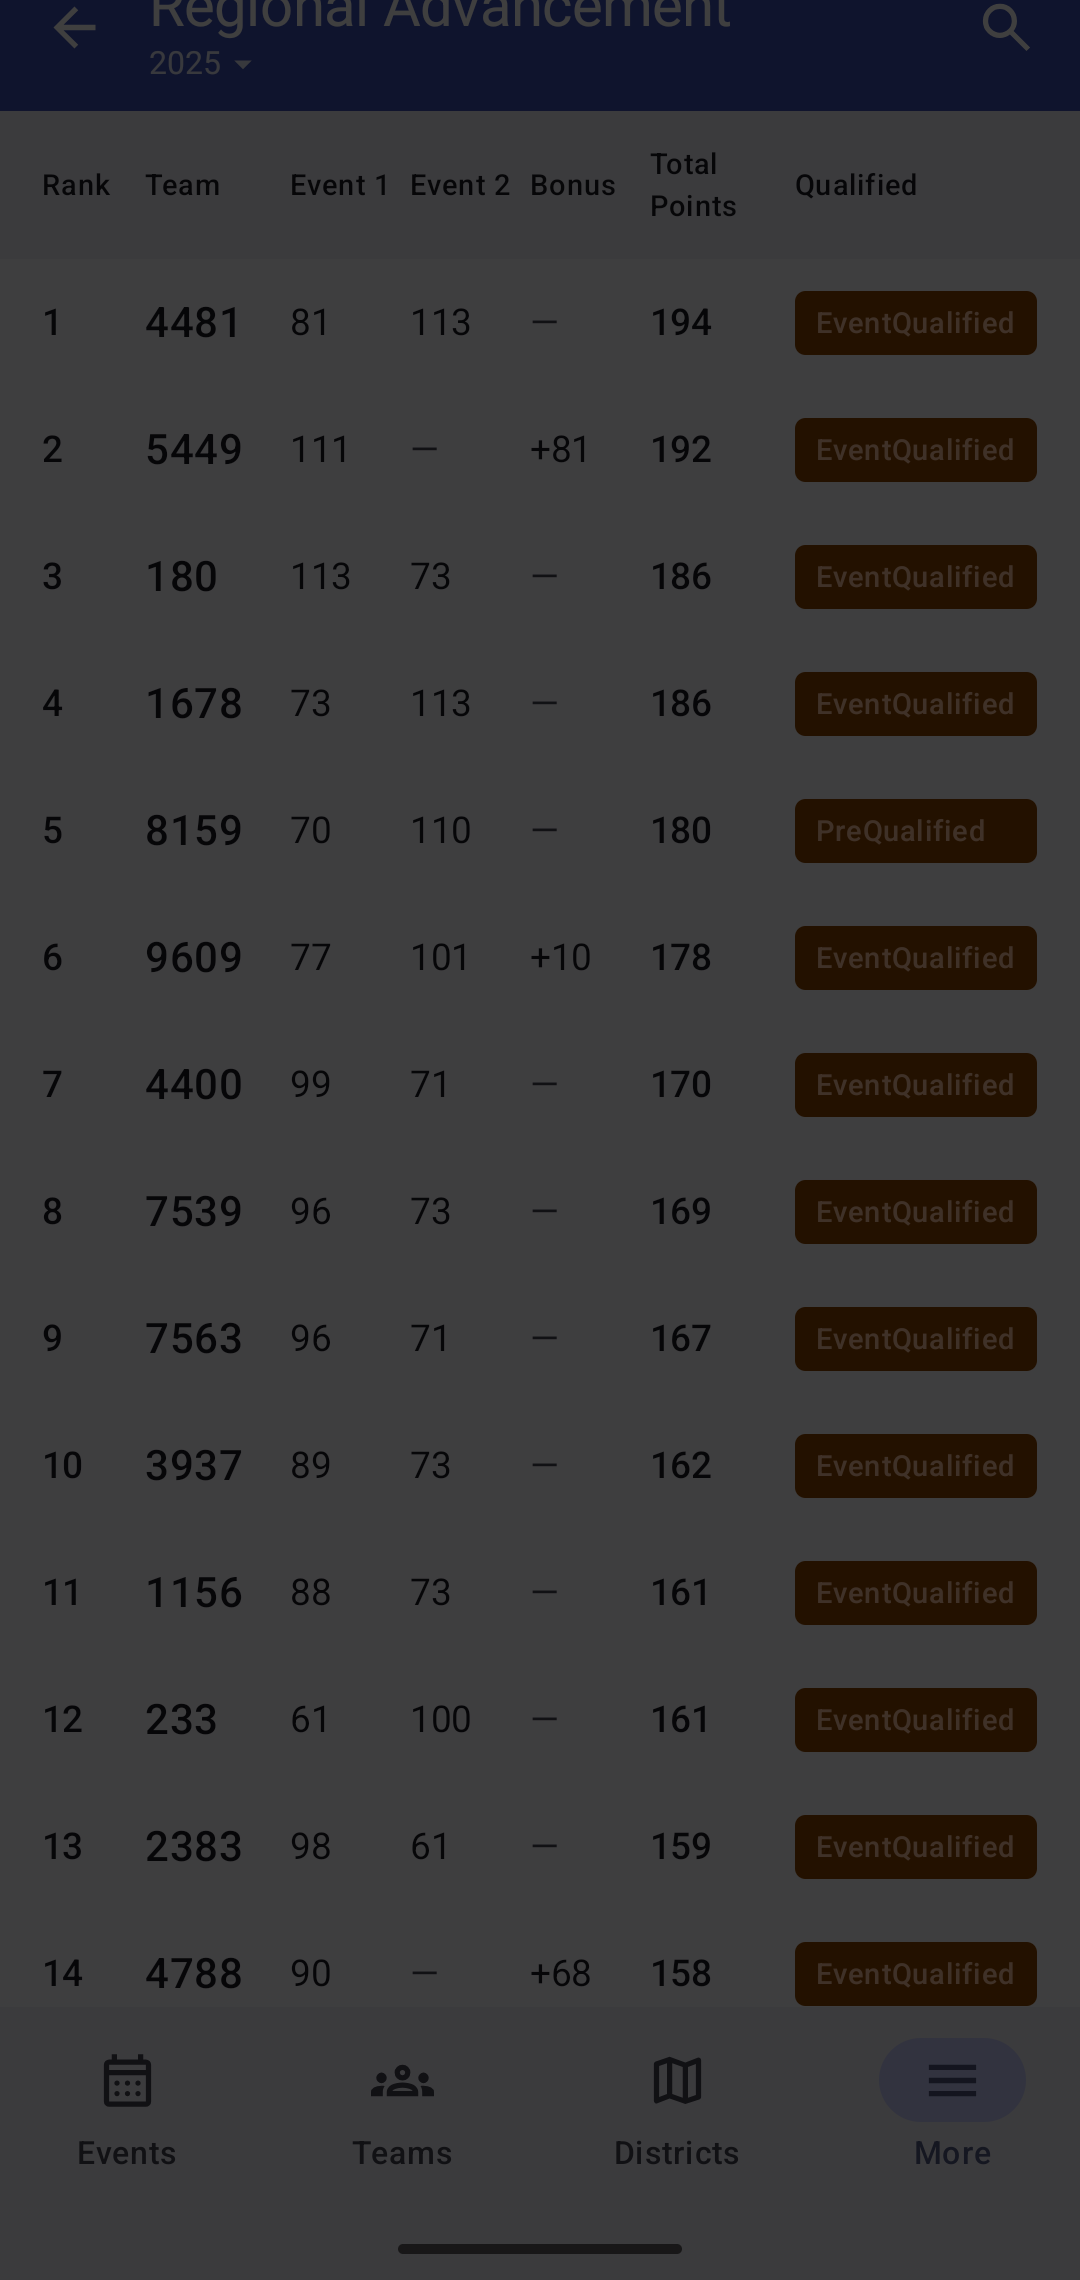 Regional Advancement
2025
Rank Team Event 1 Event 2 Bonus Total Points Qualified
1 4481 81 113 — 194 EventQualified
2 5449 111 — +81 192 EventQualified
3 180 113 73 — 186 EventQualified
4 1678 73 113 — 186 EventQualified
5 8159 70 110 — 180 PreQualified
6 9609 77 101 +10 178 EventQualified
7 4400 99 71 — 170 EventQualified
8 7539 96 73 — 169 EventQualified
9 7563 96 71 — 167 EventQualified
10 3937 89 73 — 162 EventQualified
11 1156 88 73 — 161 EventQualified
12 233 61 100 — 161 EventQualified
13 2383 98 61 — 159 EventQualified
14 4788 90 — +68 158 EventQualified
Events Teams Districts More